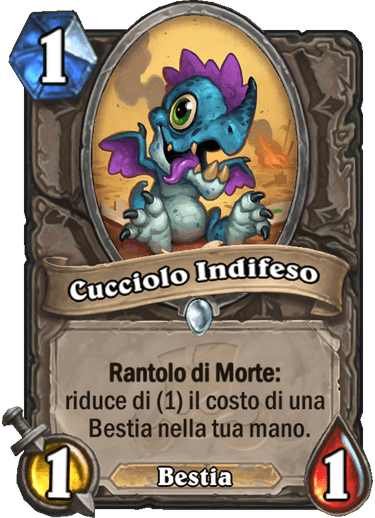 1
Cucciolo Indifeso
Rantolo di Morte:
riduce di (1) il costo di una
Bestia nella tua mano.
1
Bestia
1